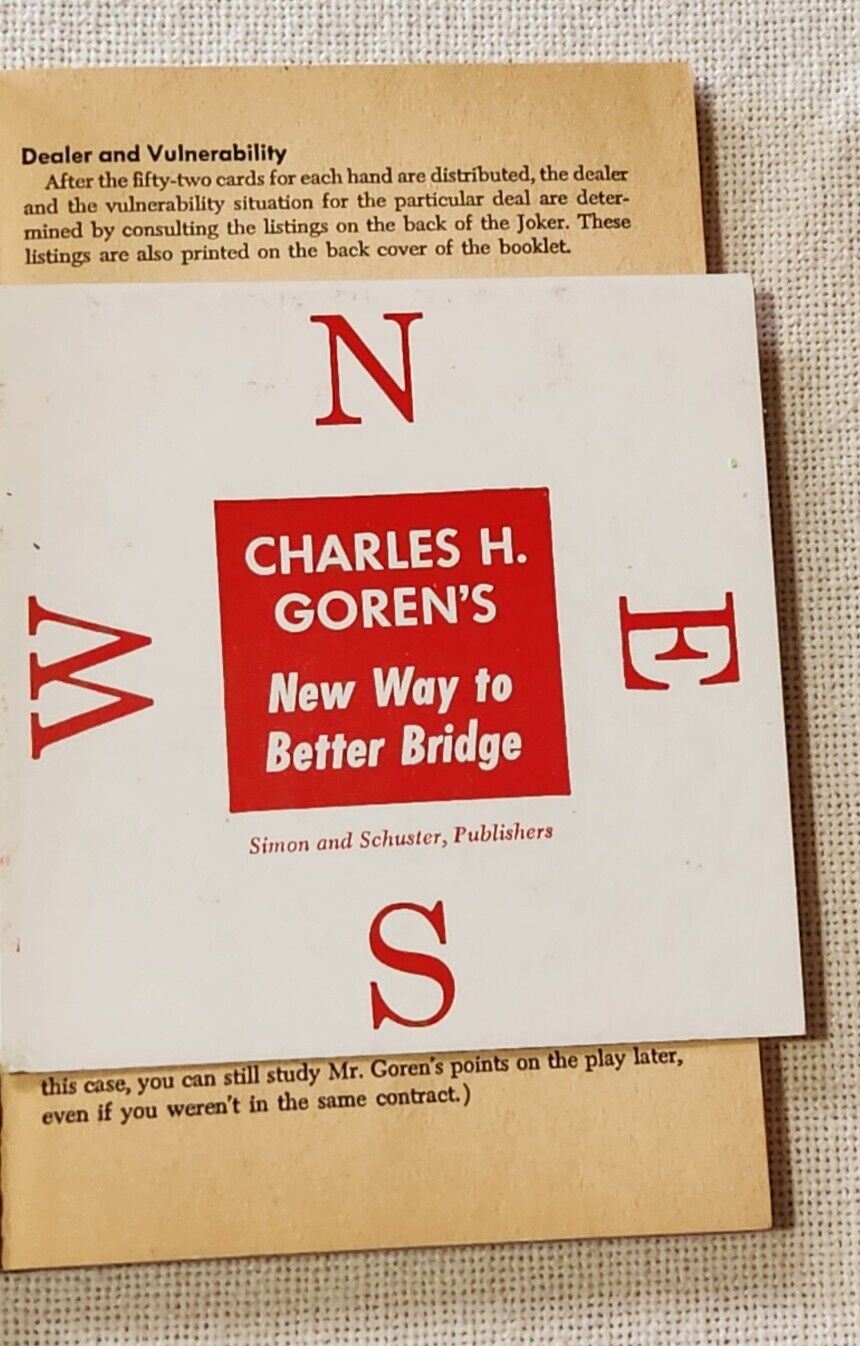 Dealer and Vulnerability
After the fifty-two cards for each hand are distributed, the dealer
and the vulnerability situation for the particular deal are deter-
mined by consulting the listings on the back of the Joker. These
listings are also printed on the back cover of the booklet.
N
CHARLES H.
GOREN'S
W
E
New Way to
Better Bridge
Simon and Schuster, Publishers
S
this case, you can still study Mr. Goren's points on the play later,
even if you weren't in the same contract.)